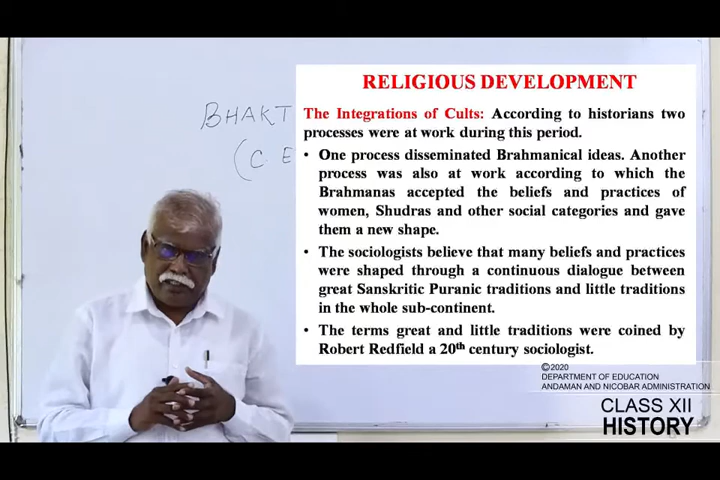 BHAKT
(C E
RELIGIOUS DEVELOPMENT
The Integrations of Cults: According to historians two
processes were at work during this period.
• One process disseminated Brahmanical ideas. Another
process was also at work according to which the
Brahmanas accepted the beliefs and practices of
women, Shudras and other social categories and gave
them a new shape.
• The sociologists believe that many beliefs and practices
were shaped through a continuous dialogue between
great Sanskritic Puranic traditions and little traditions
in the whole sub-continent.
• The terms great and little traditions were coined by
Robert Redfield a 20th century sociologist.
©2020
DEPARTMENT OF EDUCATION
ANDAMAN AND NICOBAR ADMINISTRATION
CLASS XII
HISTORY